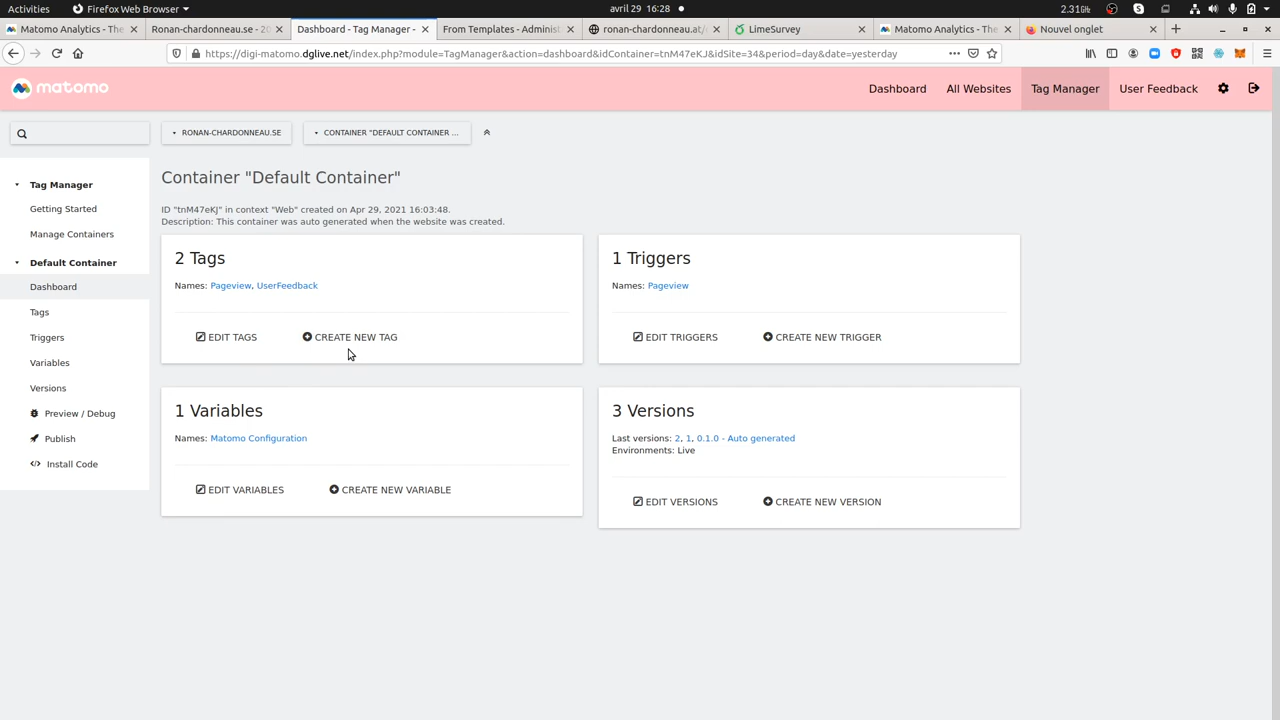 Activities
Firefox Web Browser
avril 29 16:28
2.31GiB
Matomo Analytics - The
Ronan-chardonneau.se - 20
Dashboard - Tag Manager -
From Templates - Administ
ronan-chardonneau.at/
LimeSurvey
Matomo Analytics - The
Nouvel onglet
https://digi-matomo.dglive.net/index.php?module=TagManager&action=dashboard&idContainer=tnM47eKJ&idSite=34&period=day&date=yesterday
matomo
Dashboard
All Websites
Tag Manager
User Feedback
RONAN-CHARDONNEAU.SE
CONTAINER "DEFAULT CONTAINER ...
Tag Manager
Getting Started
Manage Containers
Default Container
Dashboard
Tags
Triggers
Variables
Versions
Preview / Debug
Publish
Install Code
Container "Default Container"
ID "tnM47eKJ" in context "Web" created on Apr 29, 2021 16:03:48.
Description: This container was auto generated when the website was created.
2 Tags
Names: Pageview, UserFeedback
EDIT TAGS
CREATE NEW TAG
1 Triggers
Names: Pageview
EDIT TRIGGERS
CREATE NEW TRIGGER
1 Variables
Names: Matomo Configuration
EDIT VARIABLES
CREATE NEW VARIABLE
3 Versions
Last versions: 2, 1, 0.1.0 - Auto generated
Environments: Live
EDIT VERSIONS
CREATE NEW VERSION